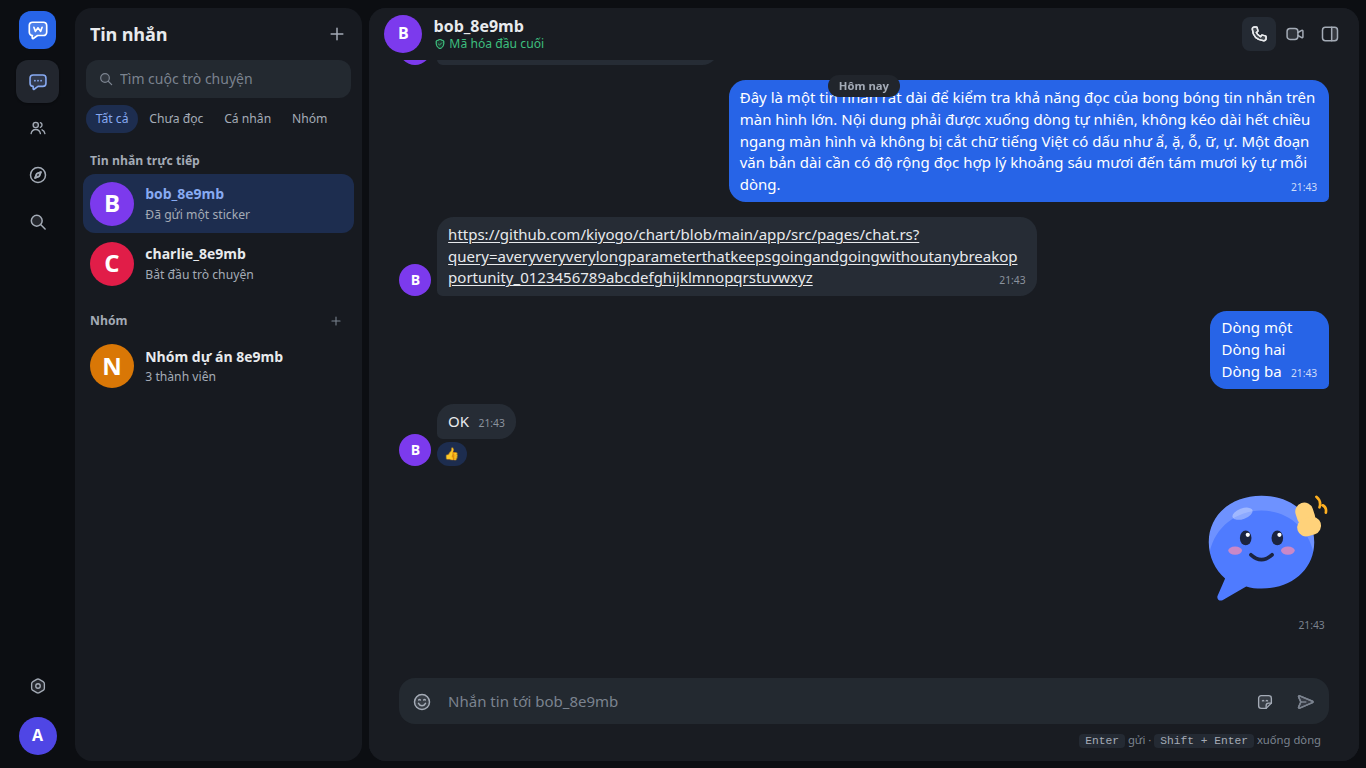 Tin nhắn
Tìm cuộc trò chuyện
Tất cả Chưa đọc Cá nhân Nhóm
Tin nhắn trực tiếp
B
bob_8e9mb
Đã gửi một sticker
C
charlie_8e9mb
Bắt đầu trò chuyện
Nhóm
N
Nhóm dự án 8e9mb
3 thành viên
A
B
bob_8e9mb
Mã hóa đầu cuối
Hôm nay
Đây là một tin nhắn rất dài để kiểm tra khả năng đọc của bong bóng tin nhắn trên
màn hình lớn. Nội dung phải được xuống dòng tự nhiên, không kéo dài hết chiều
ngang màn hình và không bị cắt chữ tiếng Việt có dấu như ẩ, ặ, ỗ, ữ, ự. Một đoạn
văn bản dài cần có độ rộng đọc hợp lý khoảng sáu mươi đến tám mươi ký tự mỗi
dòng. 21:43
https://github.com/kiyogo/chart/blob/main/app/src/pages/chat.rs?
query=averyveryverylongparameterthatkeepsgoingandgoingwithoutanybreakop
portunity_0123456789abcdefghijklmnopqrstuvwxyz 21:43
B
Dòng một
Dòng hai
Dòng ba 21:43
OK 21:43
B
21:43
Nhắn tin tới bob_8e9mb
Enter gửi · Shift + Enter xuống dòng